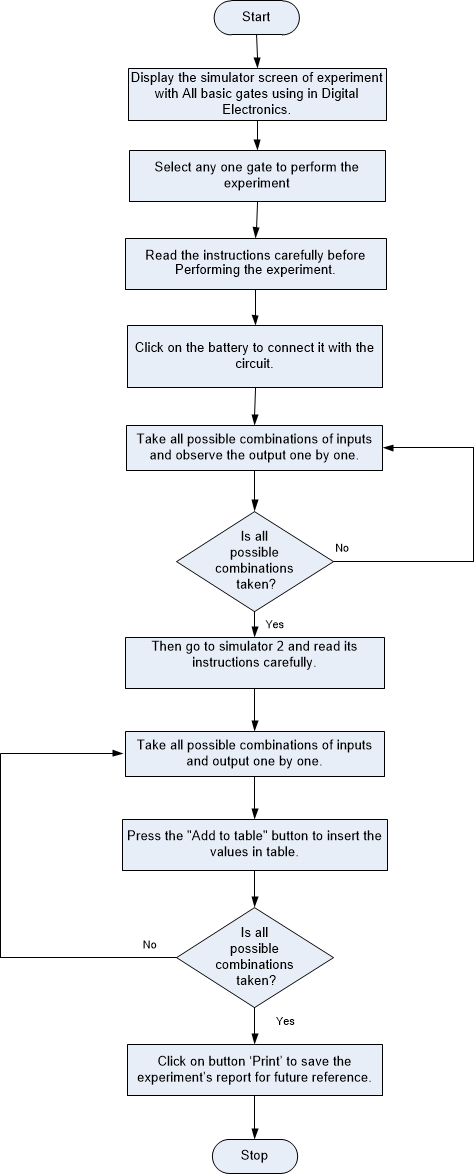 Start
Display the simulator screen of experiment
with All basic gates using in Digital
Electronics.
Select any one gate to perform the
experiment
Read the instructions carefully before
Performing the experiment.
Click on the battery to connect it with the
circuit.
Take all possible combinations of inputs
and observe the output one by one.
Is all
possible
combinations
taken?
No
Yes
Then go to simulator 2 and read its
instructions carefully.
Take all possible combinations of inputs
and output one by one.
Press the "Add to table" button to insert the
values in table.
Is all
possible
combinations
taken?
No
Yes
Click on button ‘Print’ to save the
experiment’s report for future reference.
Stop